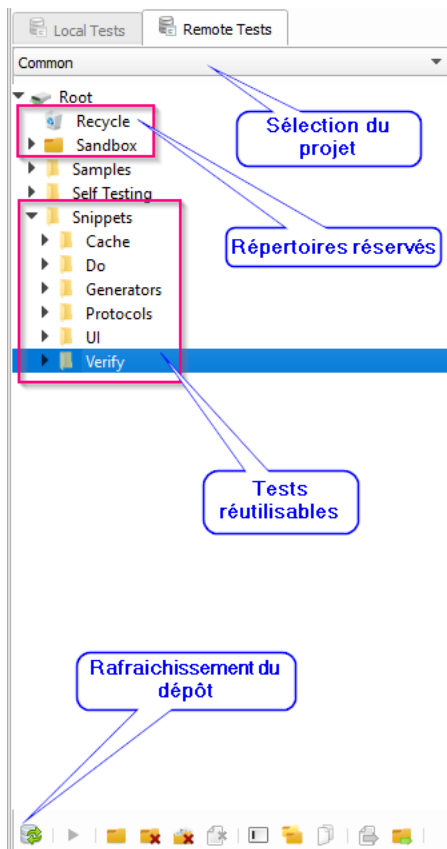 Local Tests
Remote Tests
Common
Root
Recycle
Sandbox
Samples
Self Testing
Snippets
Cache
Do
Generators
Protocols
UI
Verify
Sélection du
projet
Répertoires réservés
Tests
réutilisables
Rafraichissement du
dépôt